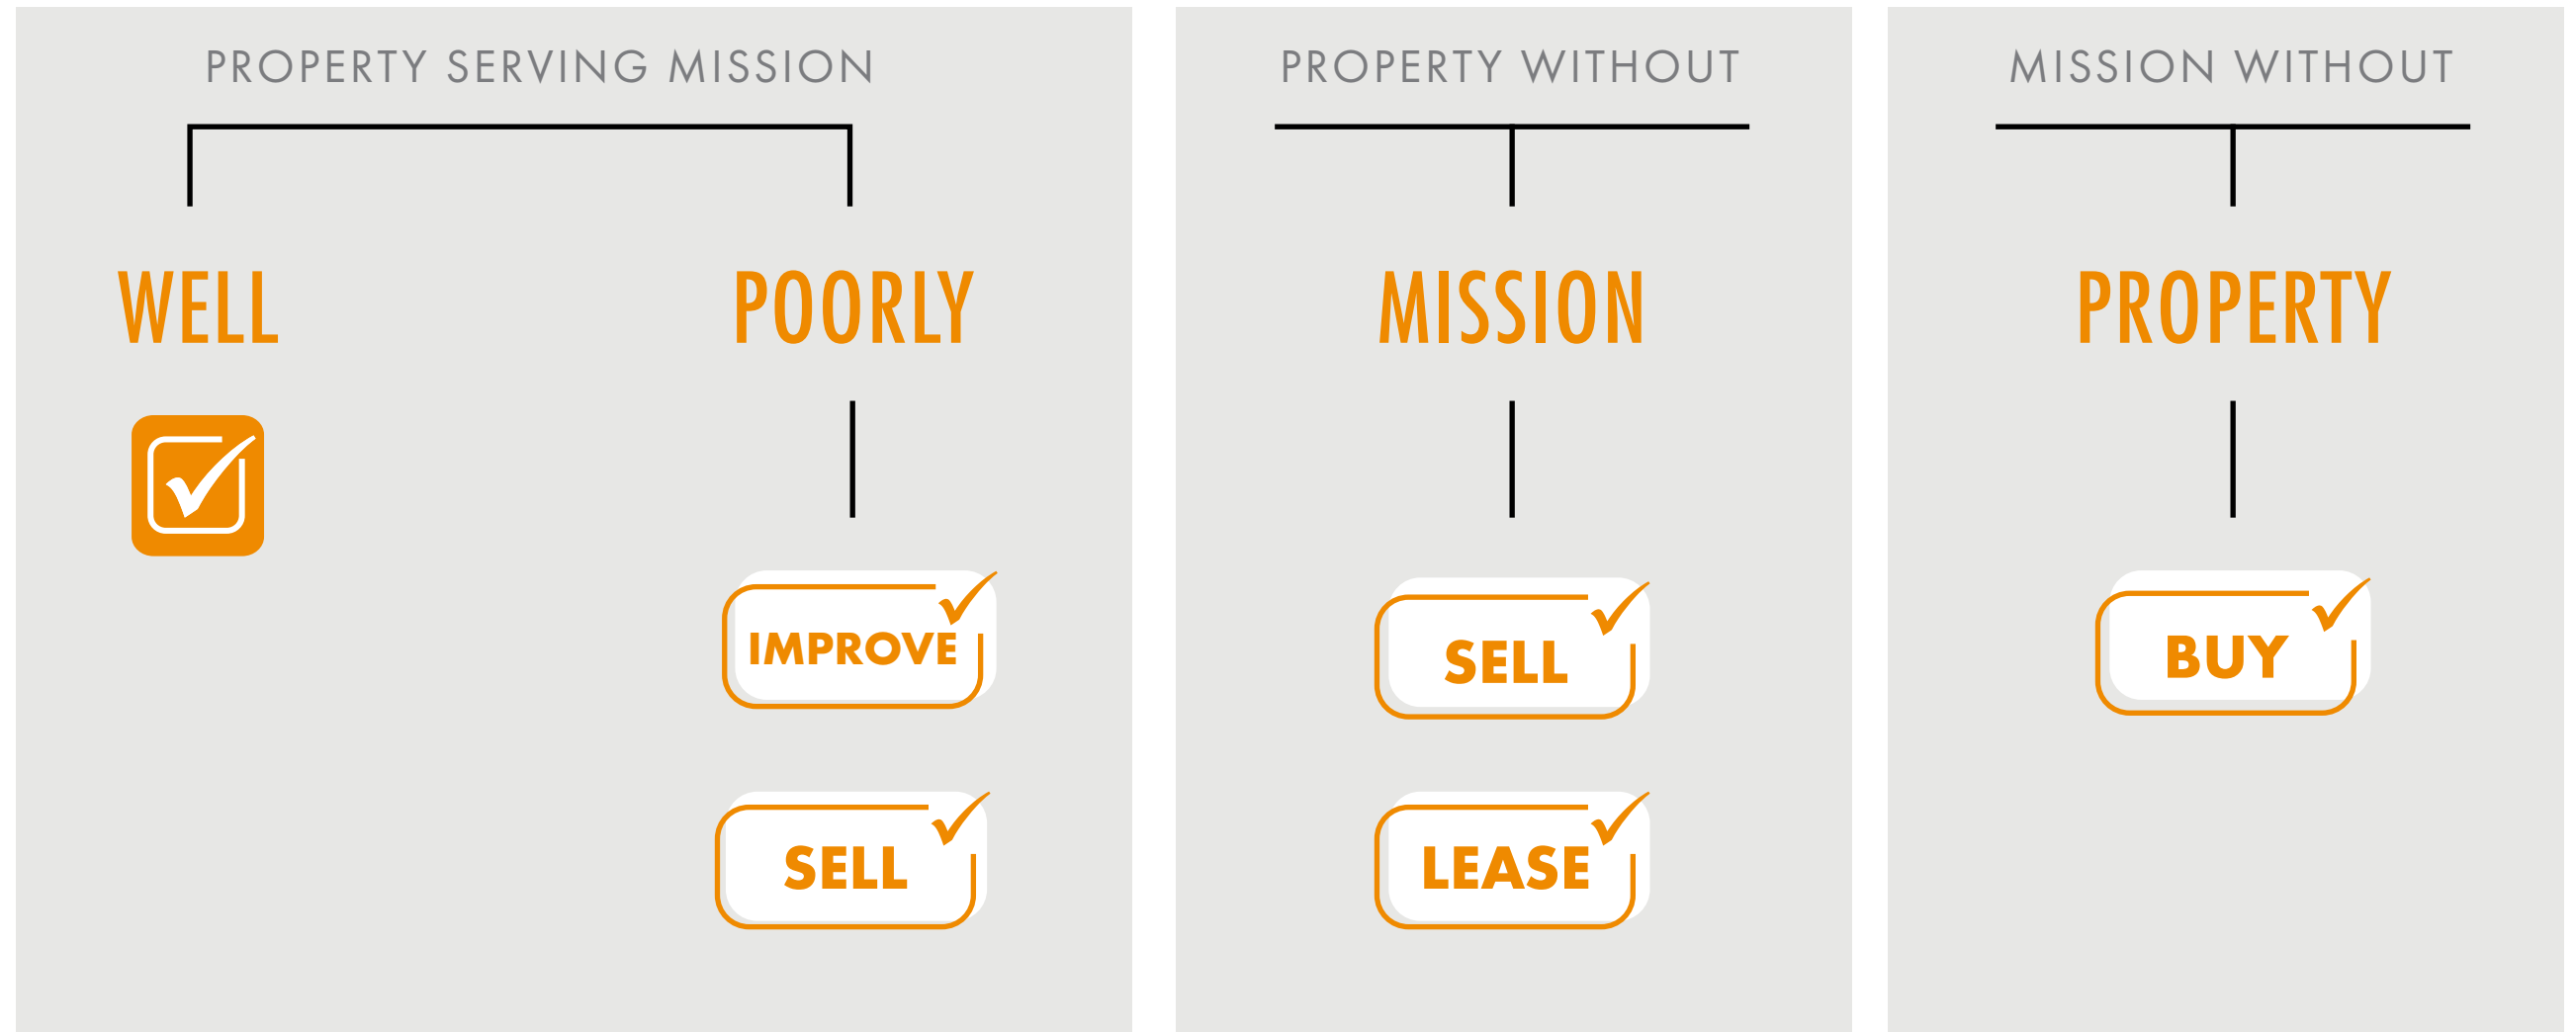 PROPERTY SERVING MISSION
WELL
POORLY
IMPROVE
SELL
PROPERTY WITHOUT
MISSION
SELL
LEASE
MISSION WITHOUT
PROPERTY
BUY